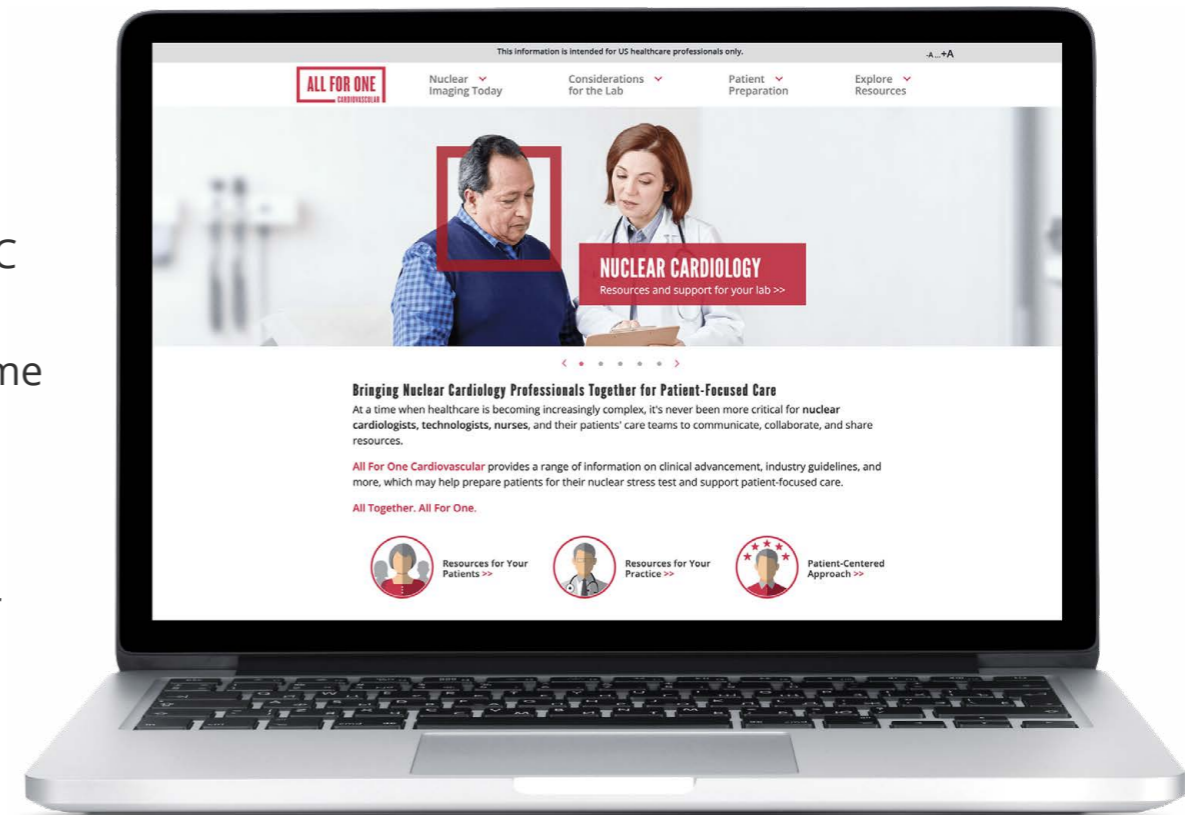 C
me
This information is intended for US healthcare professionals only.
-A...+A
ALL FOR ONE
CARDIOVASCULAR
Nuclear
Imaging Today
Considerations
for the Lab
Patient
Preparation
Explore
Resources
NUCLEAR CARDIOLOGY
Resources and support for your lab >>
Bringing Nuclear Cardiology Professionals Together for Patient-Focused Care
At a time when healthcare is becoming increasingly complex, it's never been more critical for nuclear
cardiologists, technologists, nurses, and their patients' care teams to communicate, collaborate, and share
resources.
All For One Cardiovascular provides a range of information on clinical advancement, industry guidelines, and
more, which may help prepare patients for their nuclear stress test and support patient-focused care.
All Together. All For One.
Resources for Your
Patients >>
Resources for Your
Practice >>
Patient-Centered
Approach >>